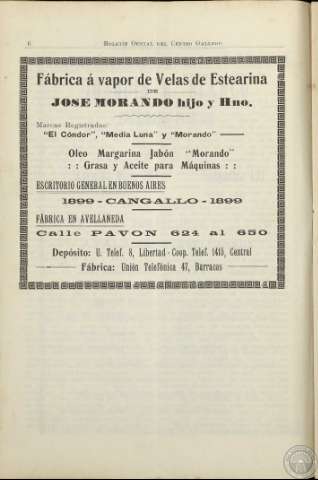 6 Boletin Oficial del Centro Gallego
Fábrica á vapor de Velas de Estearina
DE
JOSE MORANDO hijo y Hno.
Marcas Registradas:
"El Cóndor", "Media Luna" y "Morando"
Oleo Margarina Jabón "Morando"
: : Grasa y Aceite para Máquinas : :
ESCRITORIO GENERAL EN BUENOS AIRES
1899 - CANGALLO - 1899
FÁBRICA EN AVELLANEDA
Calle PAVON 624 al 650
Depósito: U. Telef. 8, Libertad - Coop. Telef. 1415, Central
Fábrica: Unión Telefónica 47, Barracas